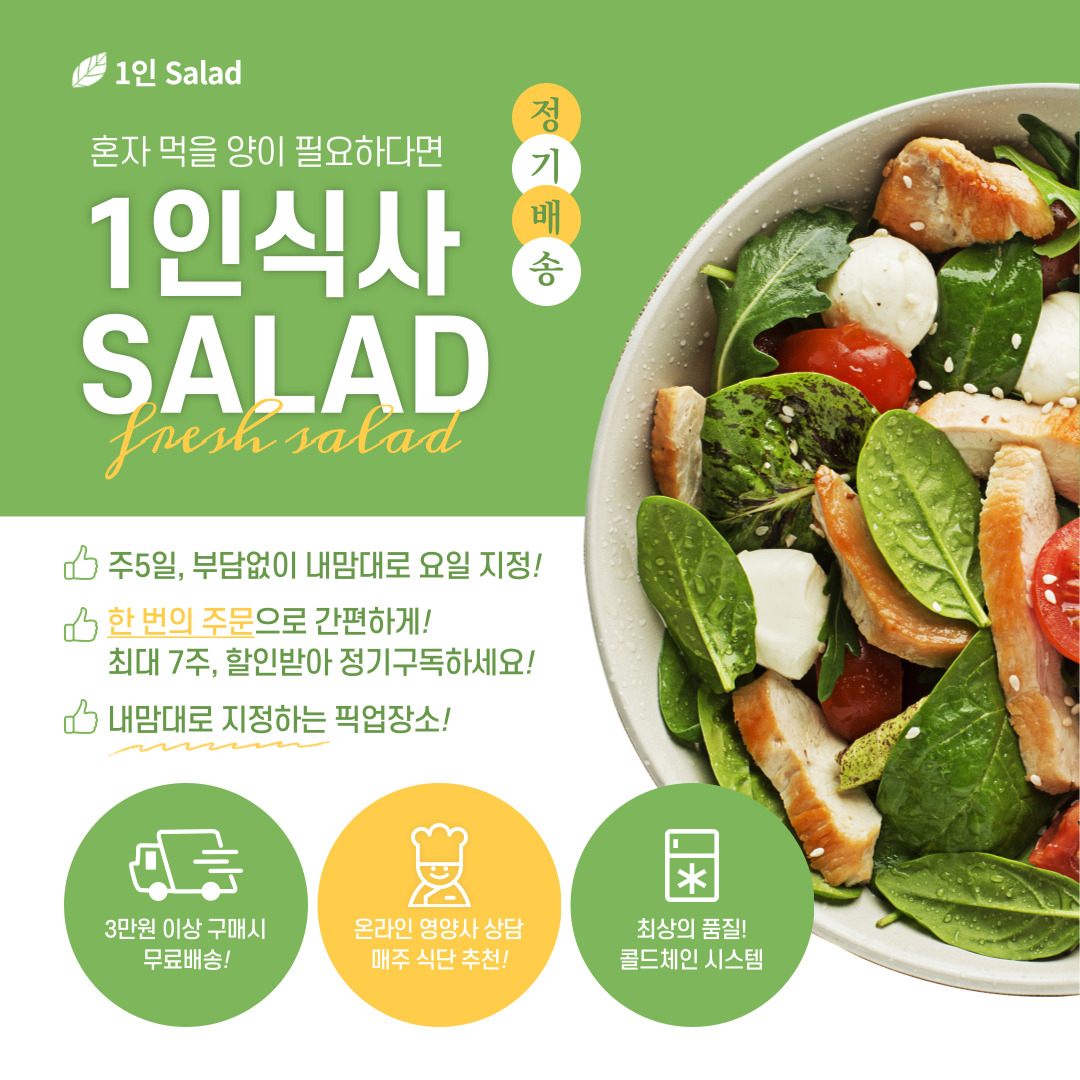 1인 Salad
혼자 먹을 양이 필요하다면
1인식사
SALAD
fresh salad
정기배송
주5일, 부담없이 내맘대로 요일 지정!
한 번의 주문으로 간편하게!
최대 7주, 할인받아 정기구독하세요!
내맘대로 지정하는 픽업장소!
3만원 이상 구매시
무료배송!
온라인 영양사 상담
매주 식단 추천!
최상의 품질!
콜드체인 시스템